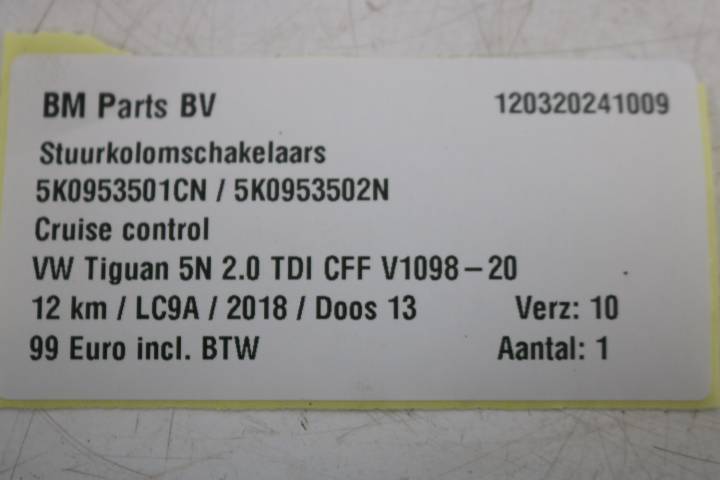 BM Parts BV 120320241009
Stuurkolomschakelaars
5K0953501CN / 5K0953502N
Cruise control
VW Tiguan 5N 2.0 TDI CFF V1098-20
12 km / LC9A / 2018 / Doos 13 Verz: 10
99 Euro incl. BTW Aantal: 1